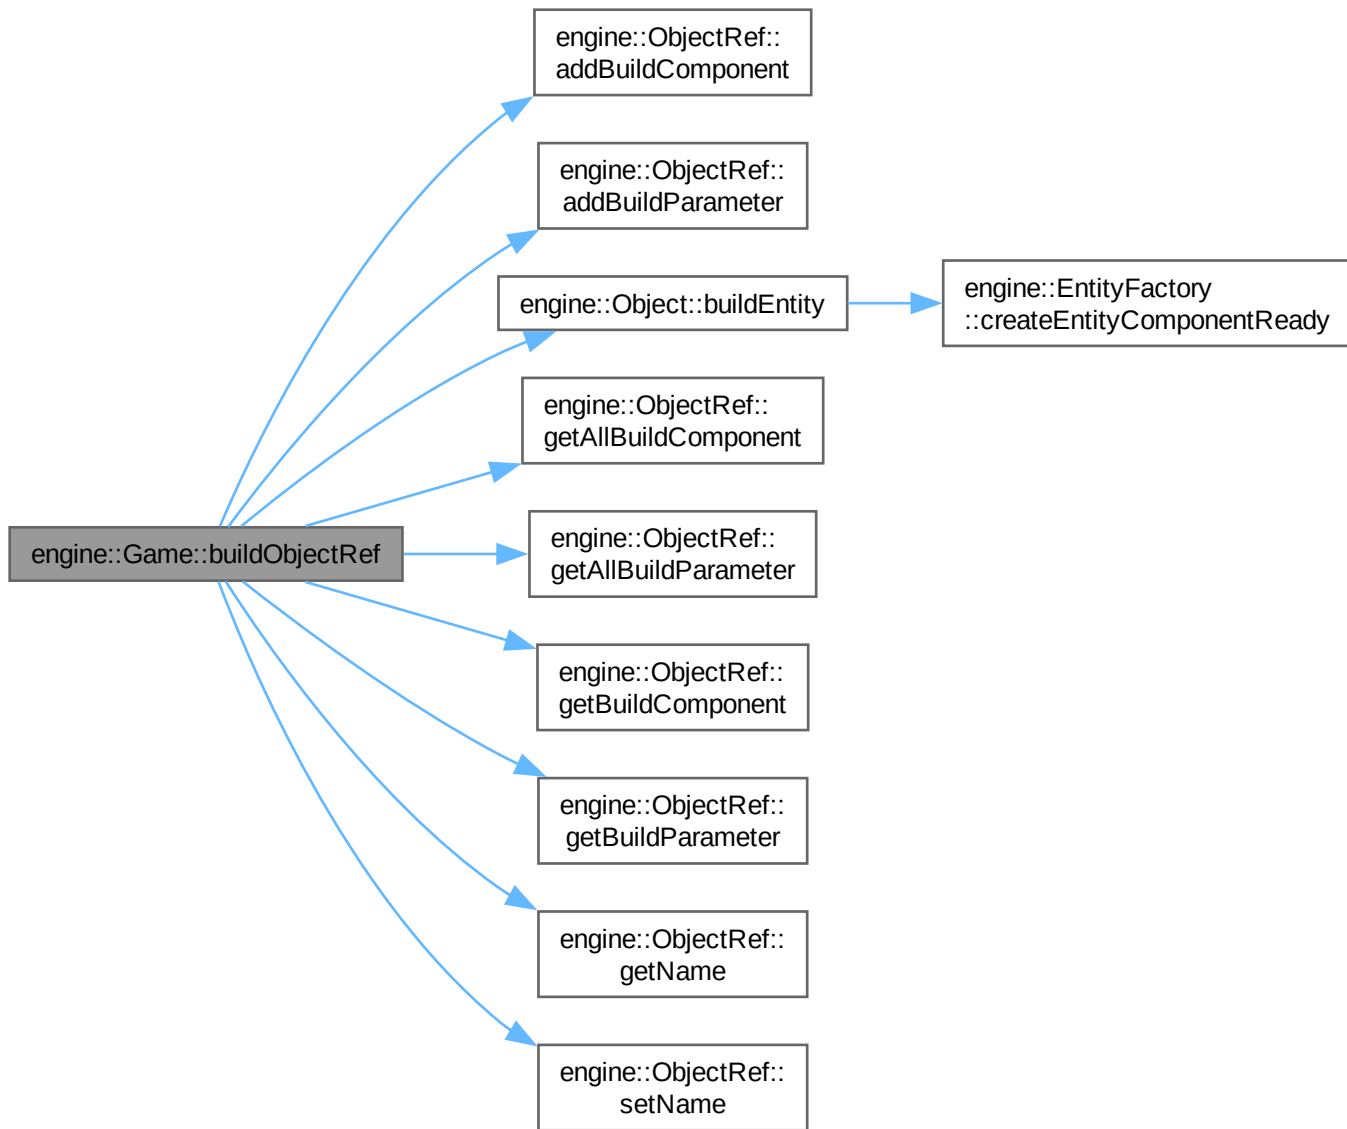 engine::ObjectRef::
addBuildComponent
engine::ObjectRef::
addBuildParameter
engine::Object::buildEntity
engine::EntityFactory
::createEntityComponentReady
engine::ObjectRef::
getAllBuildComponent
engine::Game::buildObjectRef
engine::ObjectRef::
getAllBuildParameter
engine::ObjectRef::
getBuildComponent
engine::ObjectRef::
getBuildParameter
engine::ObjectRef::
getName
engine::ObjectRef::
setName